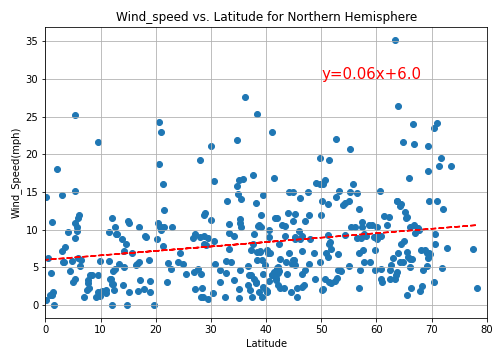 Wind_speed vs. Latitude for Northern Hemisphere
35
30
25
20
15
10
5
0
Wind_Speed(mph)
y=0.06x+6.0
0 10 20 30 40 50 60 70 80
Latitude